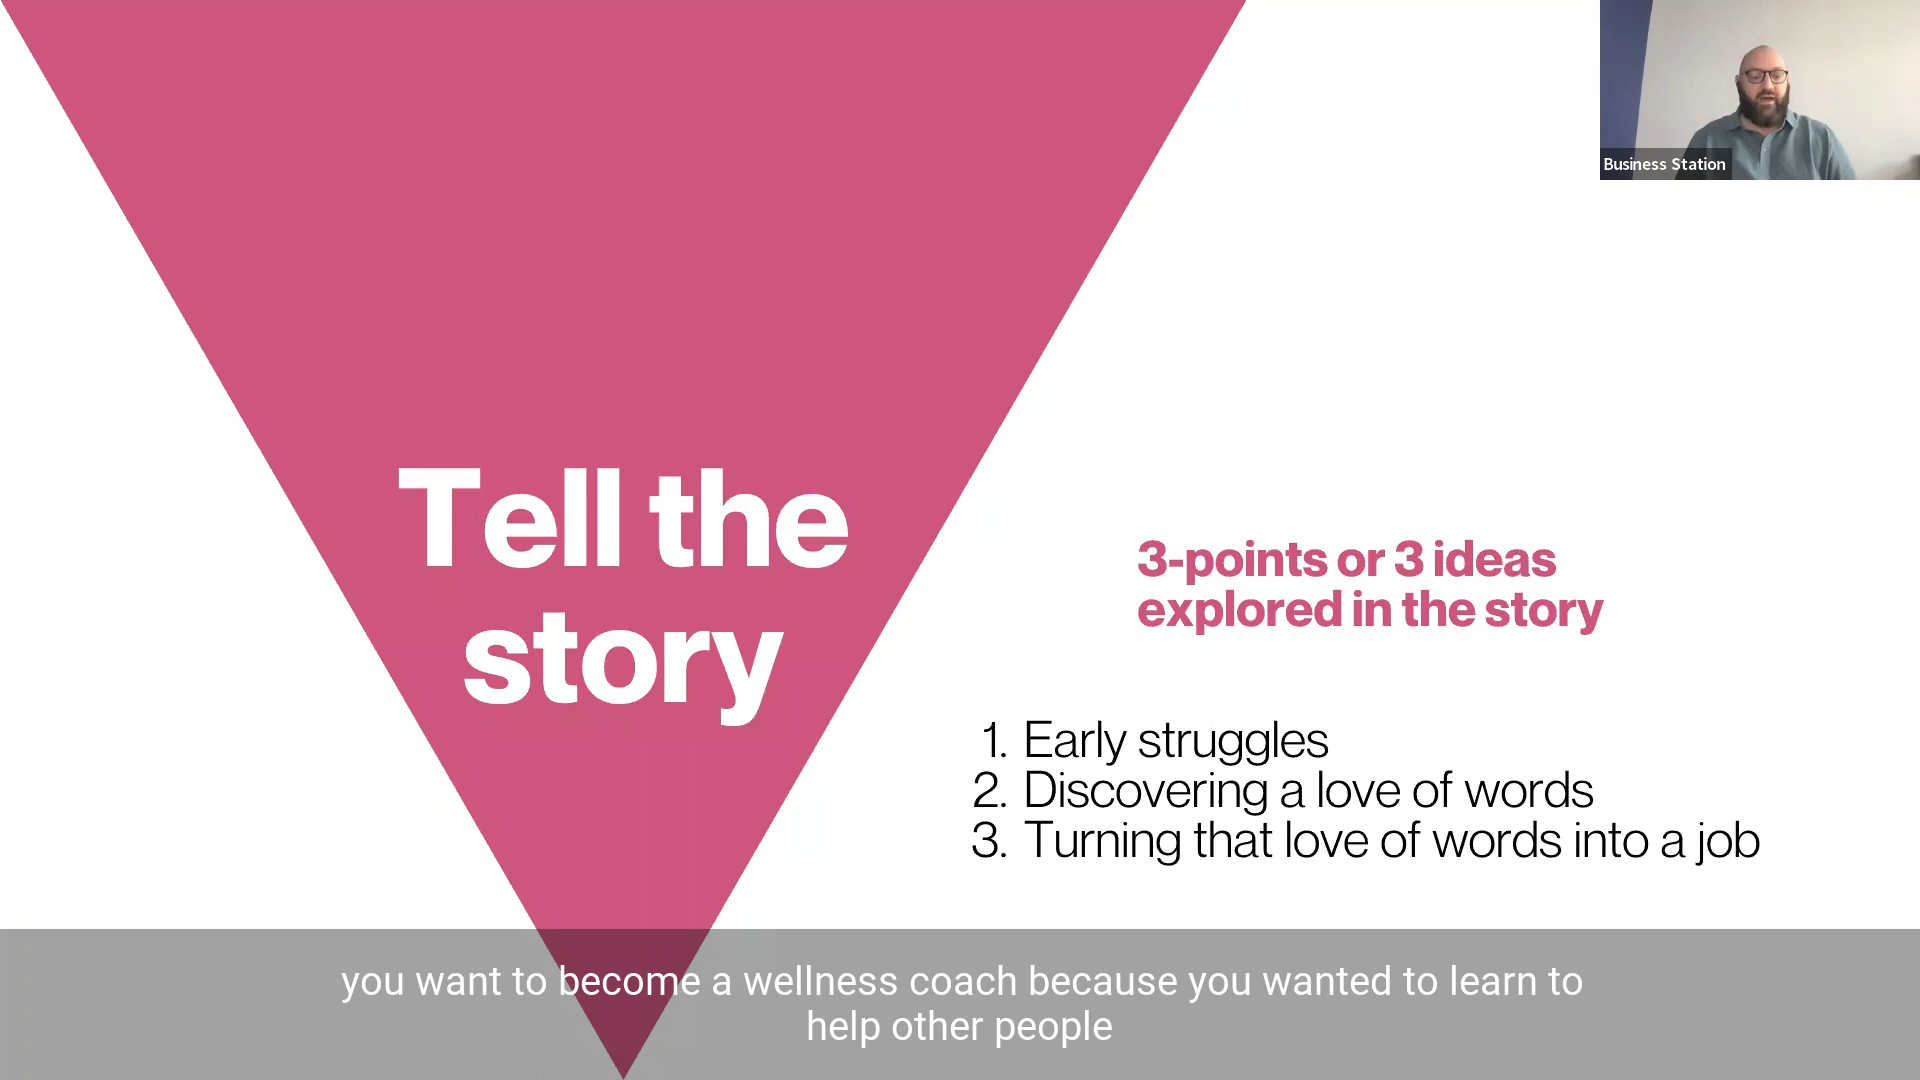 Business Station
Tell the
story
3-points or 3 ideas
explored in the story
1. Early struggles
2. Discovering a love of words
3. Turning that love of words into a job
you want to become a wellness coach because you wanted to learn to
help other people